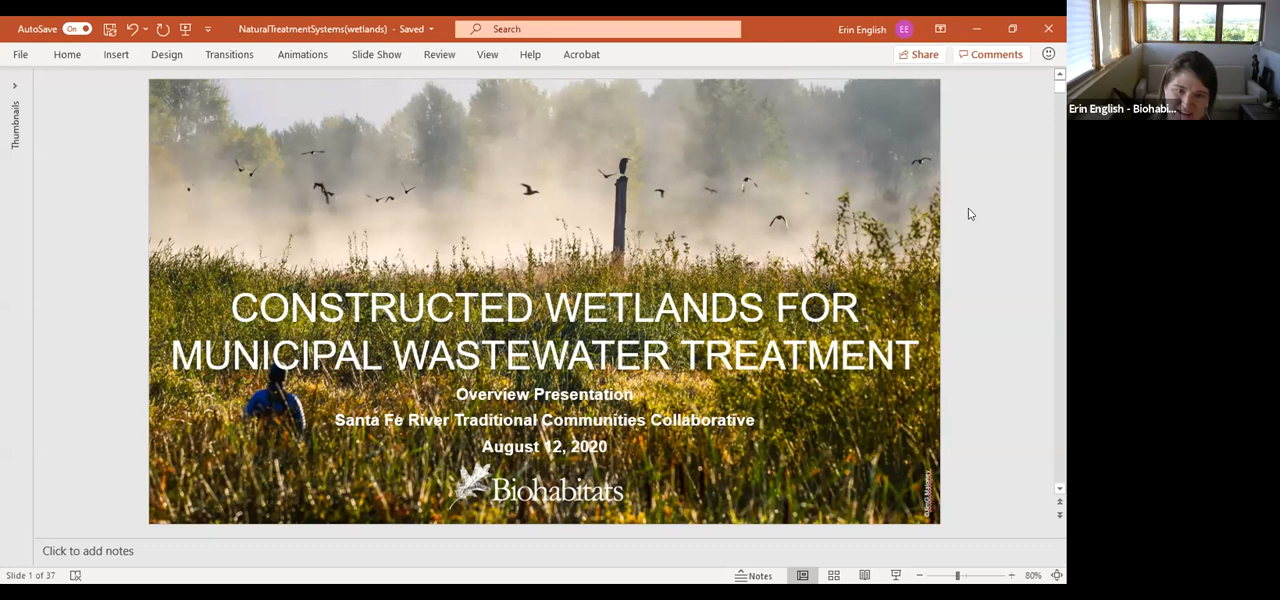 AutoSave On NaturalTreatmentSystems(wetlands) - Saved Search Erin English EE
File Home Insert Design Transitions Animations Slide Show Review View Help Acrobat Share Comments
Erin English - Biohabi...
Thumbnails
CONSTRUCTED WETLANDS FOR
MUNICIPAL WASTEWATER TREATMENT
Overview Presentation
Santa Fe River Traditional Communities Collaborative
August 12, 2020
Biohabitats
Click to add notes
Slide 1 of 37 Notes 80%